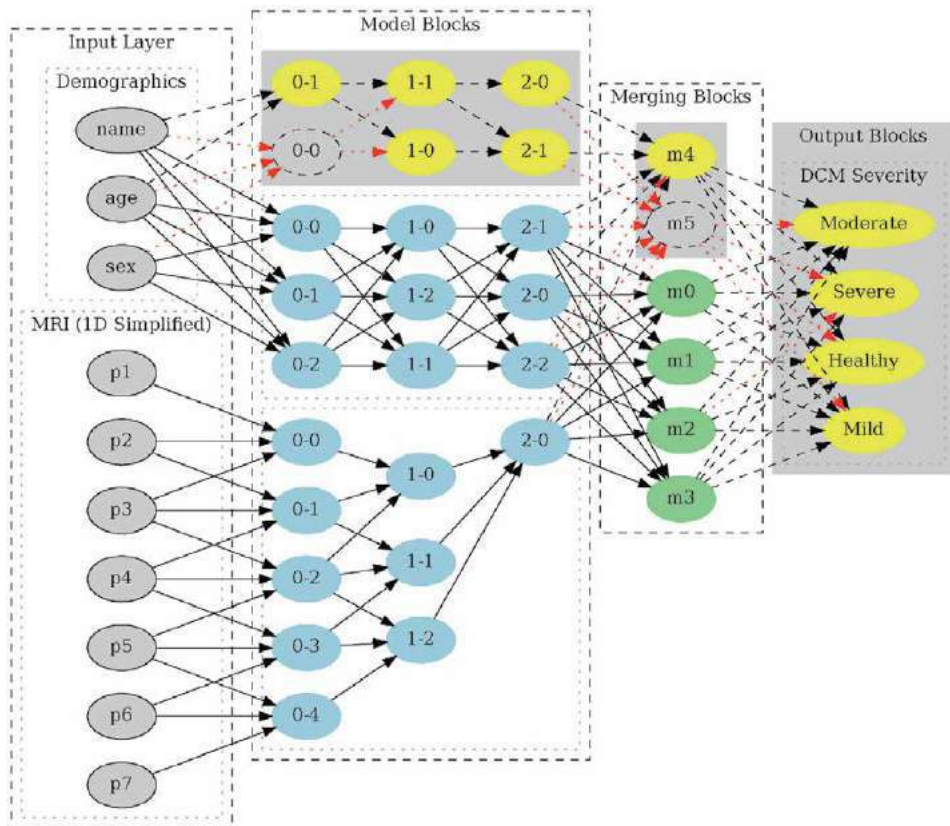 Input Layer
Demographics
name
age
sex
MRI (1D Simplified)
p1
p2
p3
p4
p5
p6
p7
Model Blocks
0-1 1-1 2-0
0-0 1-0 2-1
0-0 1-0 2-1
0-1 1-2 2-0
0-2 1-1 2-2
0-0
0-1
0-2
0-3
0-4
1-0
1-1
1-2
2-0
Merging Blocks
m4
m5
m0
m1
m2
m3
Output Blocks
DCM Severity
Moderate
Severe
Healthy
Mild